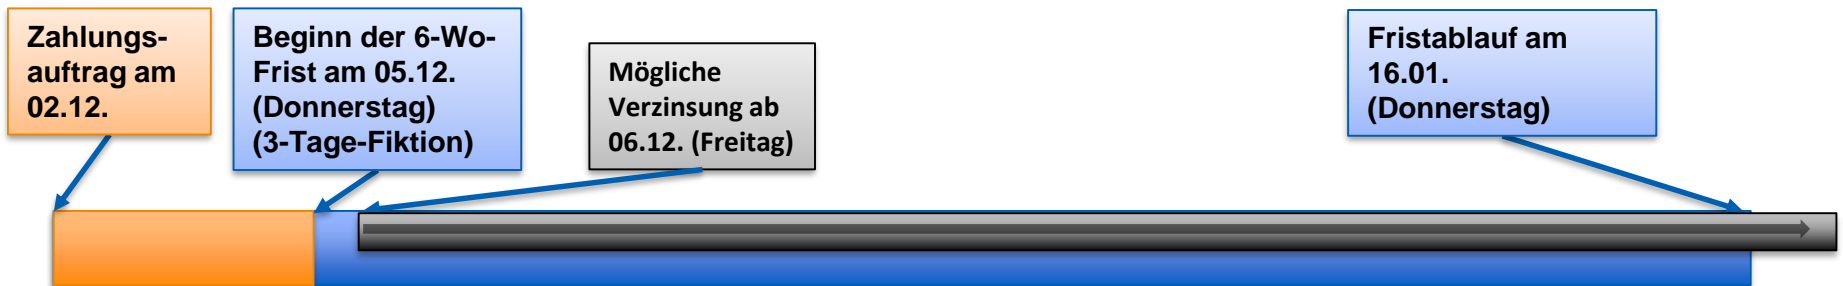 Zahlungs-
auftrag am
02.12.
Beginn der 6-Wo-
Frist am 05.12.
(Donnerstag)
(3-Tage-Fiktion)
Mögliche
Verzinsung ab
06.12. (Freitag)
Fristablauf am
16.01.
(Donnerstag)